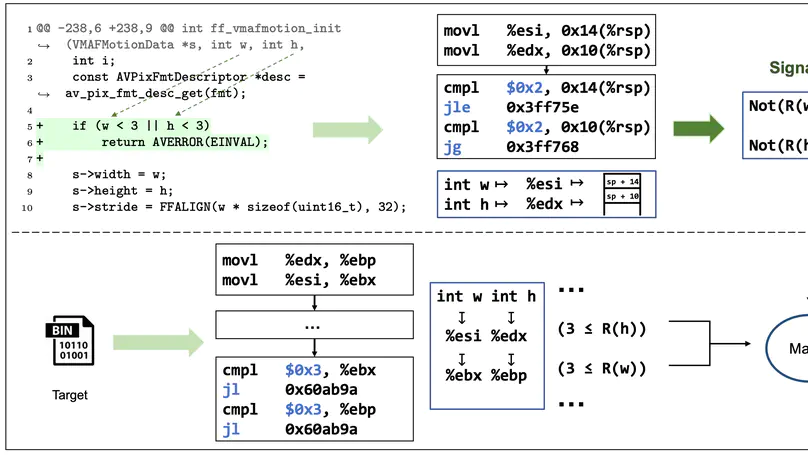 1 @@ -238,6 +238,9 @@ int ff_vmafmotion_init
↪ (VMAFMotionData *s, int w, int h,
2 int i;
3 const AVPixFmtDescriptor *desc =
↪ av_pix_fmt_desc_get(fmt);
4
5 + if (w < 3 || h < 3)
6 + return AVERROR(EINVAL);
7 +
8 s->width = w;
9 s->height = h;
10 s->stride = FFALIGN(w * sizeof(uint16_t), 32);
movl %esi, 0x14(%rsp)
movl %edx, 0x10(%rsp)
cmpl $0x2, 0x14(%rsp)
jle 0x3ff75e
cmpl $0x2, 0x10(%rsp)
jg 0x3ff768
int w ↦ %esi ↦ sp + 14
int h ↦ %edx ↦ sp + 10
Signa
Not(R(w
Not(R(h
BIN
10110
01001
Target
movl %edx, %ebp
movl %esi, %ebx
...
cmpl $0x3, %ebx
jl 0x60ab9a
cmpl $0x3, %ebp
jl 0x60ab9a
int w int h
↧ ↧
%esi %edx
↧ ↧
%ebx %ebp
...
(3 ≤ R(h))
(3 ≤ R(w))
...
Ma